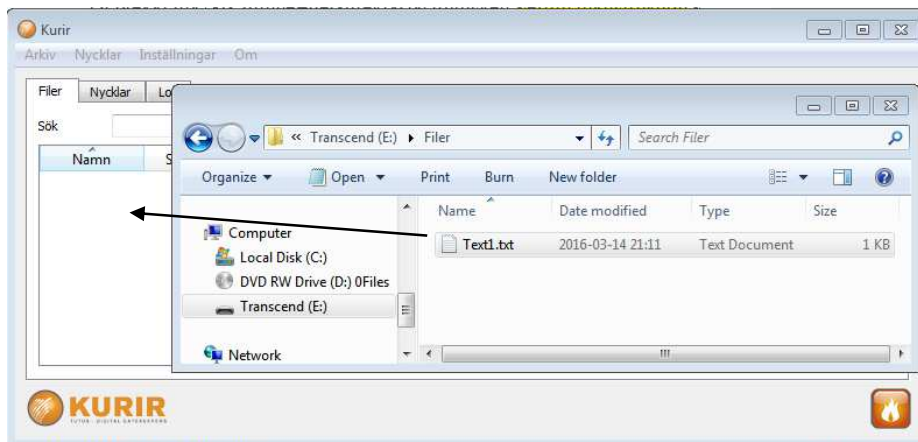 Kurir
Arkiv Nycklar Inställningar Om
Filer Nycklar Lo
Sök
Namn S
« Transcend (E:) Filer
Search Filer
Organize Open Print Burn New folder
Name Date modified Type Size
Text1.txt 2016-03-14 21:11 Text Document 1 KB
Computer
Local Disk (C:)
DVD RW Drive (D:) 0Files
Transcend (E:)
Network
KURIR